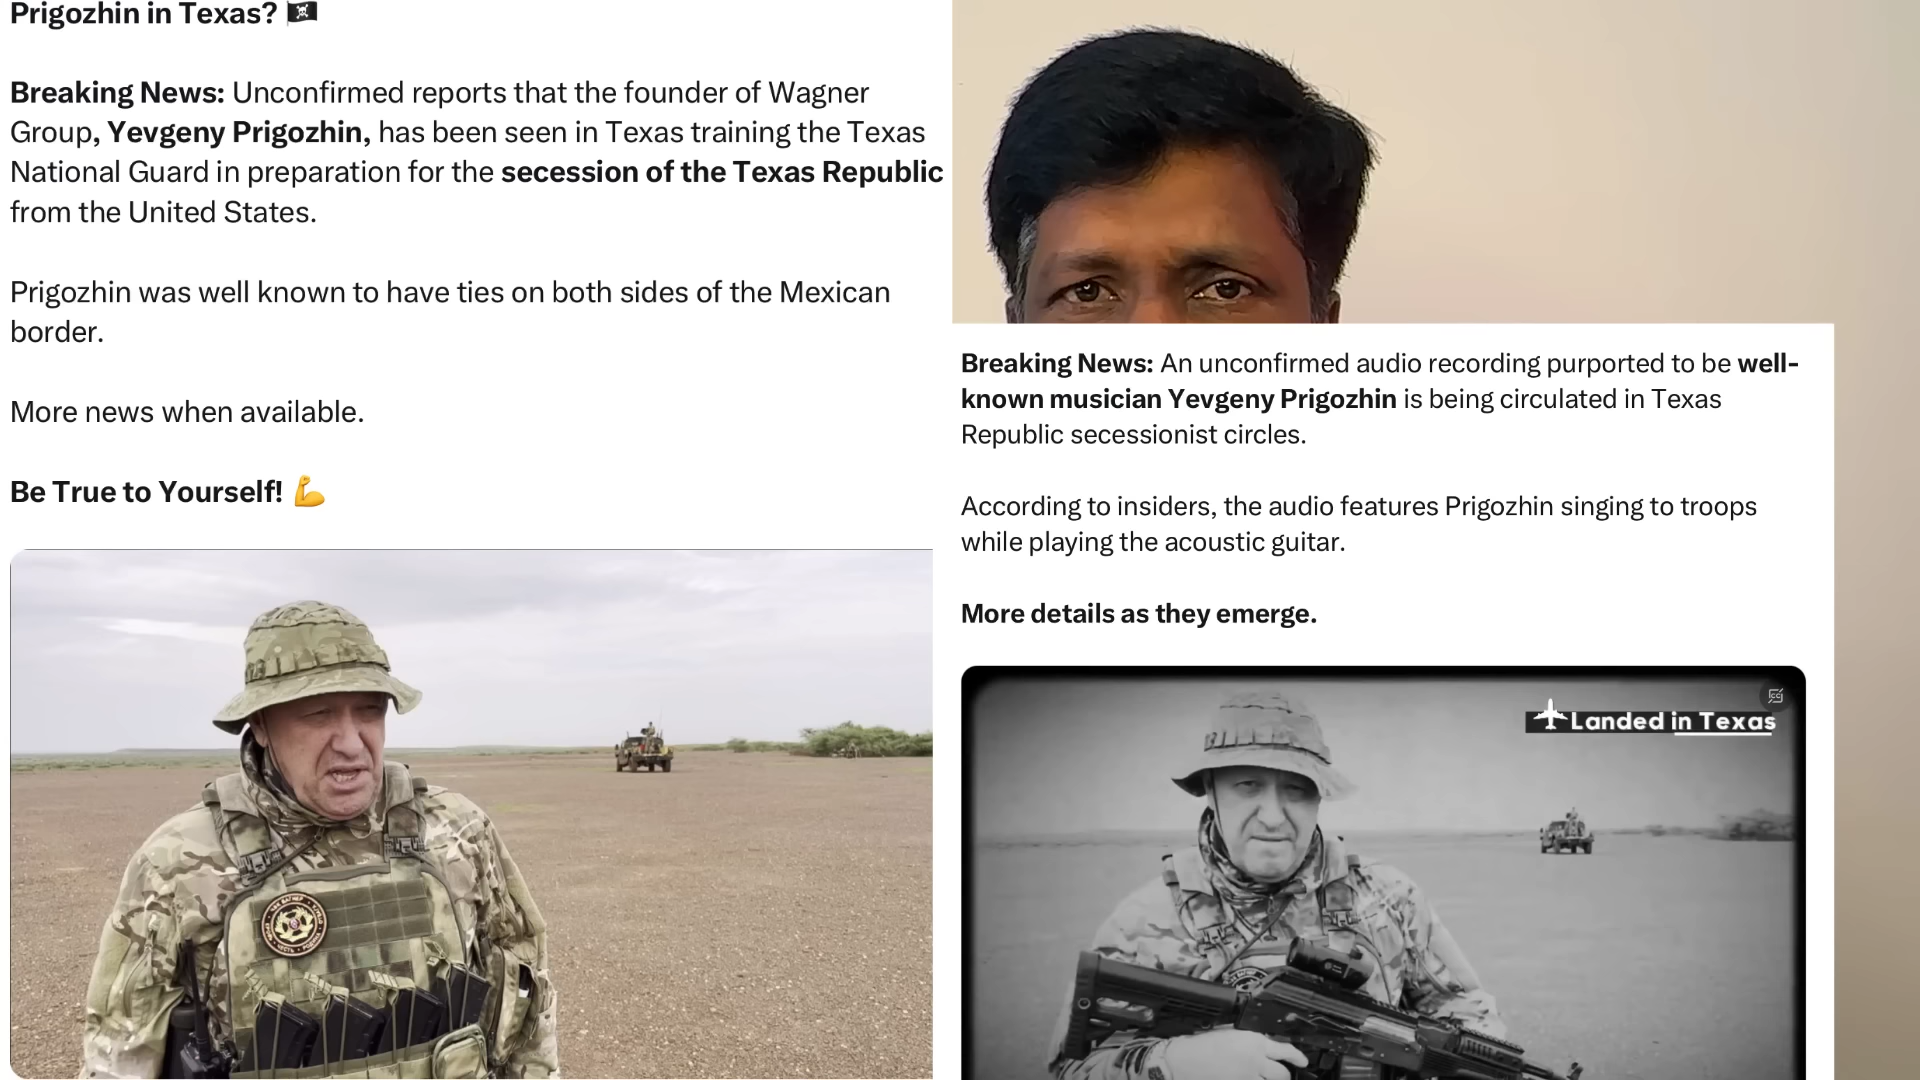 Prigozhin in Texas? 🏴‍☠️
Breaking News: Unconfirmed reports that the founder of Wagner
Group, Yevgeny Prigozhin, has been seen in Texas training the Texas
National Guard in preparation for the secession of the Texas Republic
from the United States.
Prigozhin was well known to have ties on both sides of the Mexican
border.
More news when available.
Be True to Yourself! 💪
Breaking News: An unconfirmed audio recording purported to be well-
known musician Yevgeny Prigozhin is being circulated in Texas
Republic secessionist circles.
According to insiders, the audio features Prigozhin singing to troops
while playing the acoustic guitar.
More details as they emerge.
Landed in Texas